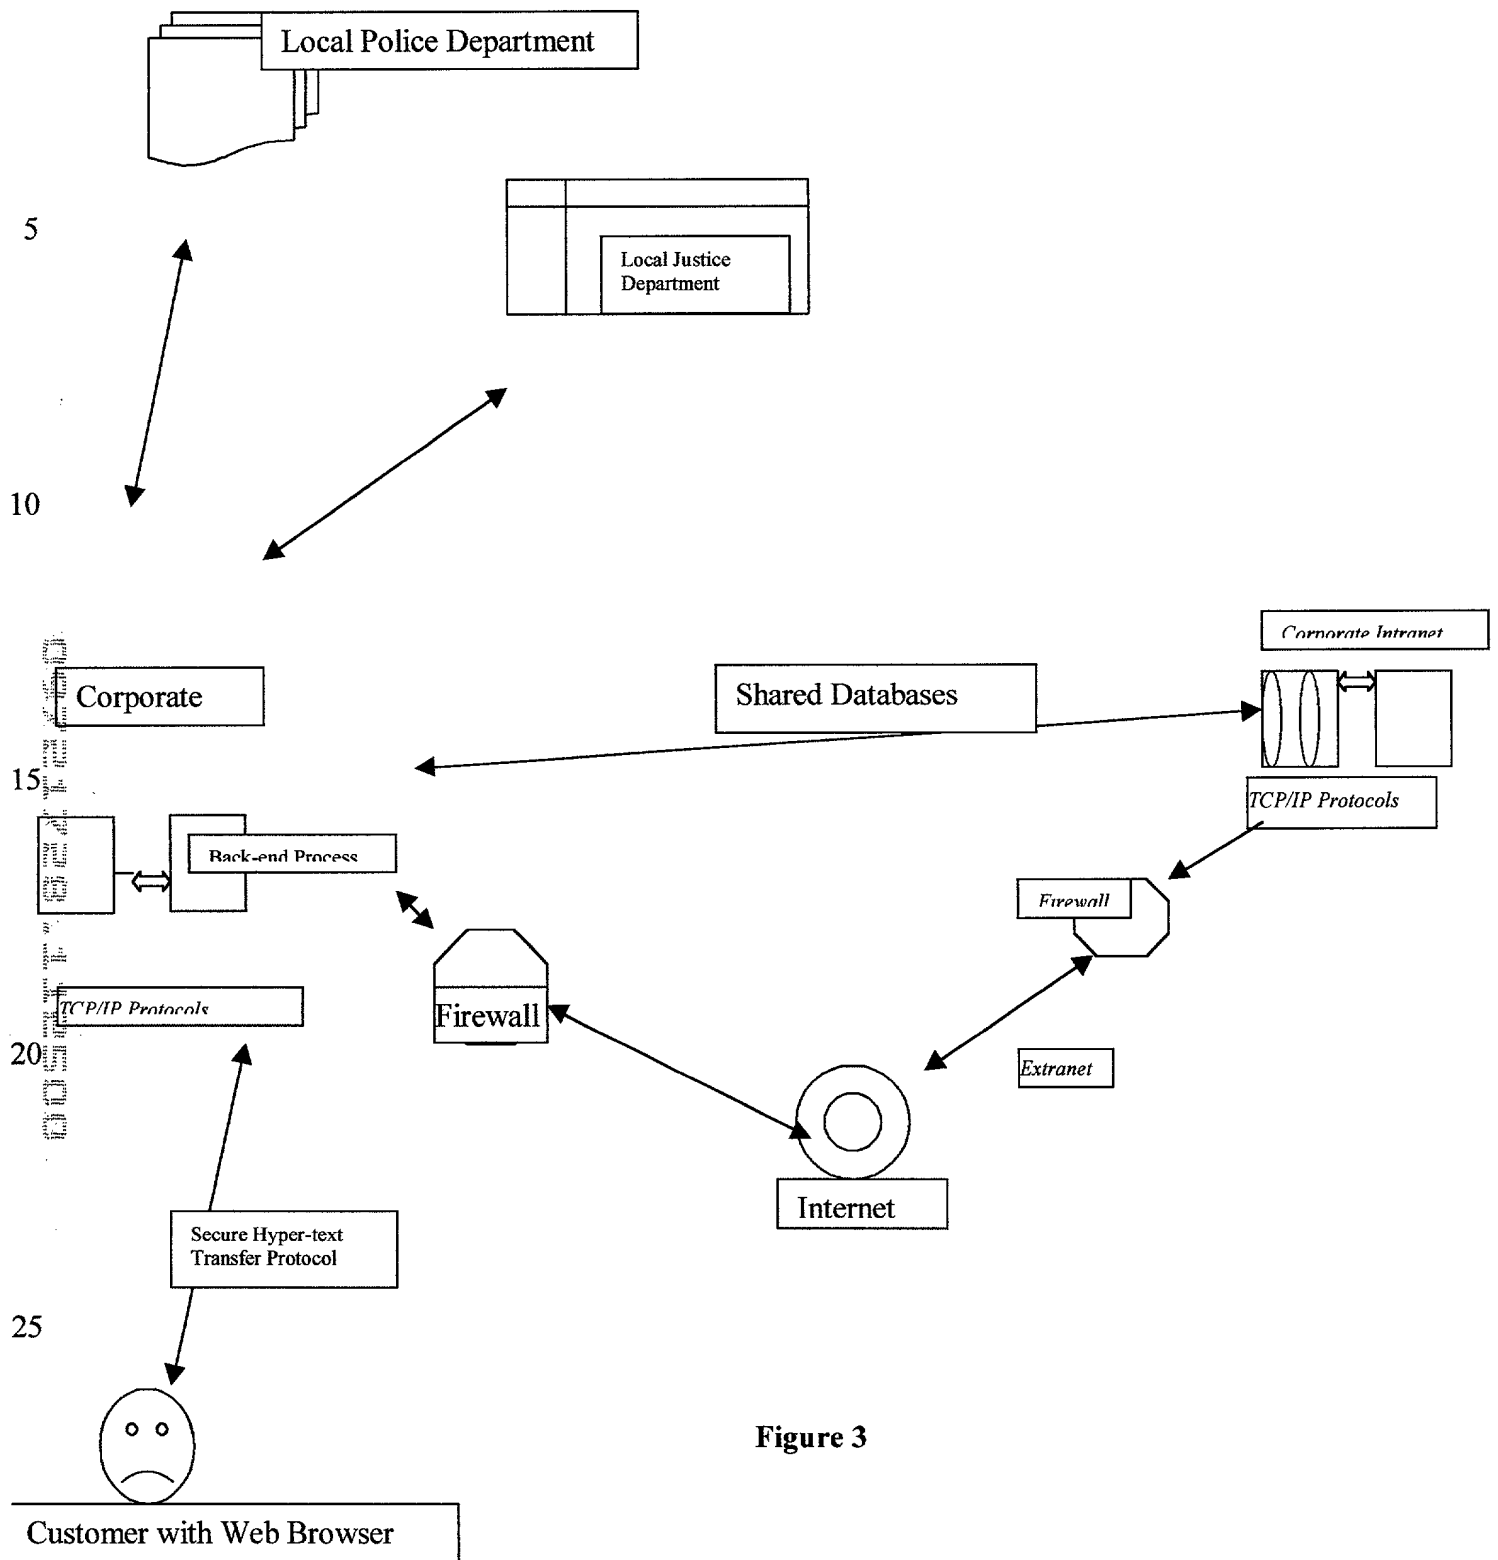 Local Police Department
5
Local Justice
Department
10
Corporate Intranet
Corporate
Shared Databases
15
TCP/IP Protocols
Back-end Process
Firewall
TCP/IP Protocols
Firewall
20
Extranet
Internet
Secure Hyper-text
Transfer Protocol
25
Figure 3
Customer with Web Browser